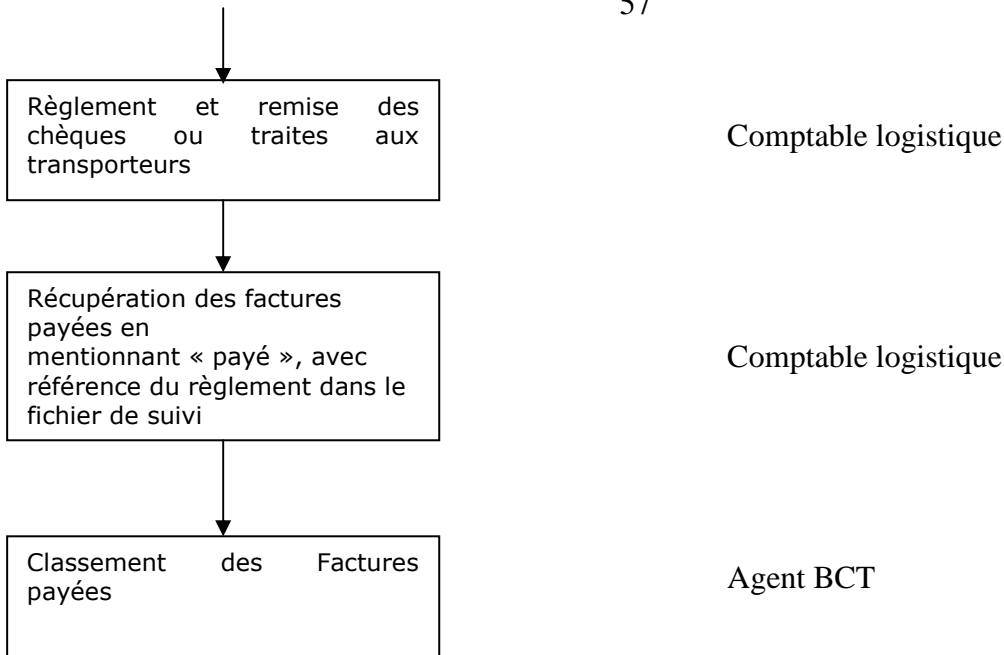 57
Règlement et remise des
chèques ou traites aux
transporteurs
Comptable logistique
Récupération des factures
payées en
mentionnant « payé », avec
référence du règlement dans le
fichier de suivi
Comptable logistique
Classement des Factures
payées
Agent BCT